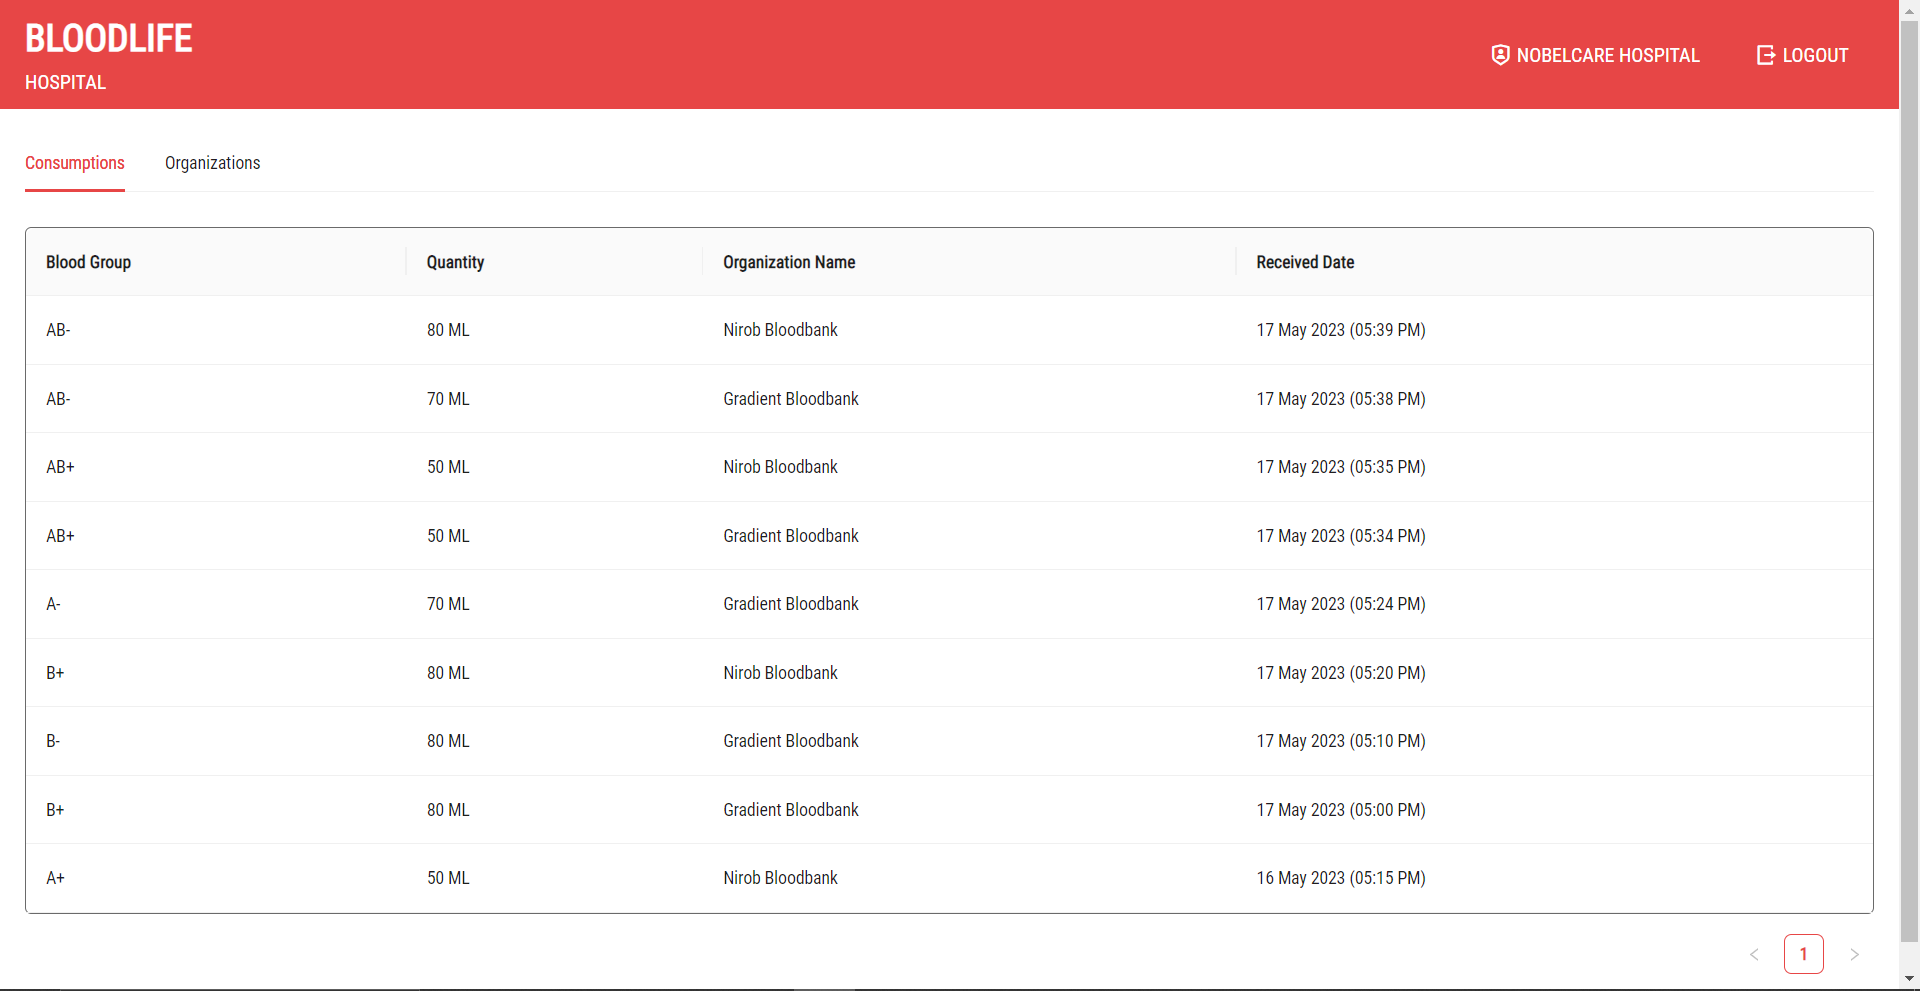 BLOODLIFE
HOSPITAL
NOBELCARE HOSPITAL LOGOUT
Consumptions Organizations
Blood Group Quantity Organization Name Received Date
AB- 80 ML Nirob Bloodbank 17 May 2023 (05:39 PM)
AB- 70 ML Gradient Bloodbank 17 May 2023 (05:38 PM)
AB+ 50 ML Nirob Bloodbank 17 May 2023 (05:35 PM)
AB+ 50 ML Gradient Bloodbank 17 May 2023 (05:34 PM)
A- 70 ML Gradient Bloodbank 17 May 2023 (05:24 PM)
B+ 80 ML Nirob Bloodbank 17 May 2023 (05:20 PM)
B- 80 ML Gradient Bloodbank 17 May 2023 (05:10 PM)
B+ 80 ML Gradient Bloodbank 17 May 2023 (05:00 PM)
A+ 50 ML Nirob Bloodbank 16 May 2023 (05:15 PM)
1